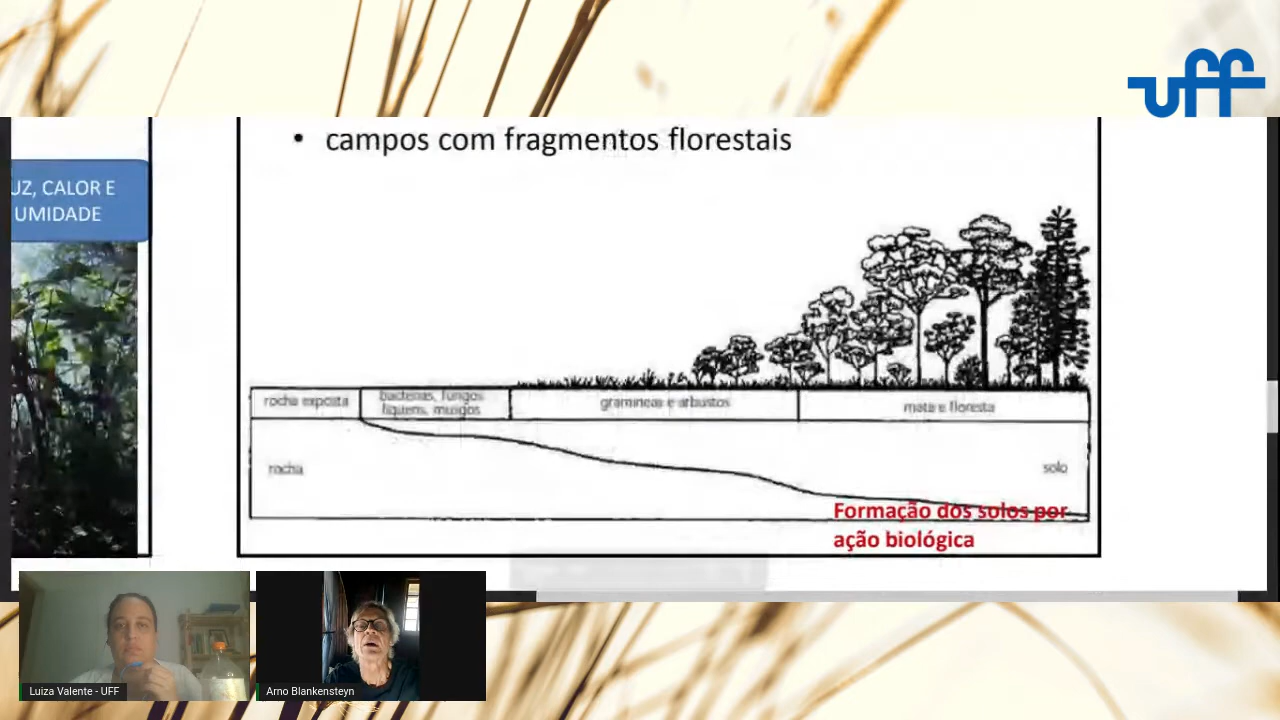 uff
• campos com fragmentos florestais
UZ, CALOR E
UMIDADE
rocha exposta
bactérias, fungos
líquens, musgos
gramíneas e arbustos
mata e floresta
rocha
solo
Formação dos solos por
ação biológica
Luiza Valente - UFF
Arno Blankensteyn